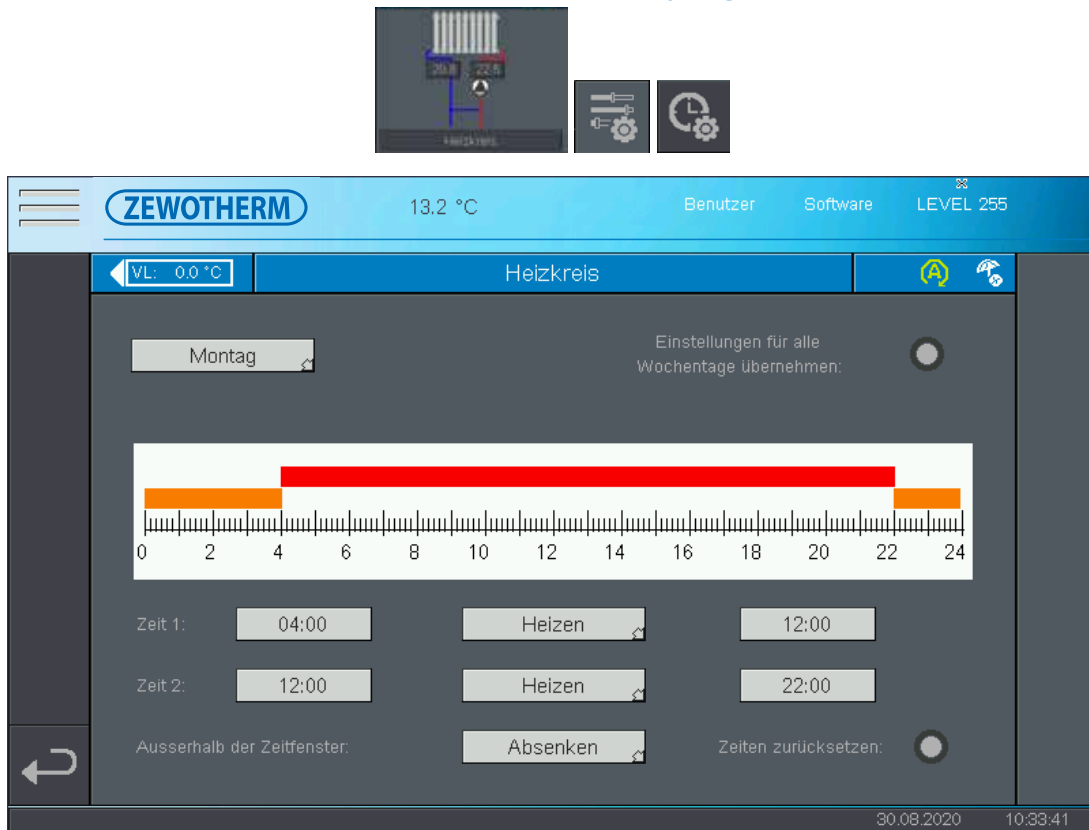 22.6
Heizkreis
ZEWOTHERM
13.2 °C
Benutzer
Software
LEVEL 255
VL: 0.0 °C
Heizkreis
A
Montag
Einstellungen für alle
Wochentage übernehmen:
0 2 4 6 8 10 12 14 16 18 20 22 24
Zeit 1: 04:00 Heizen 12:00
Zeit 2: 12:00 Heizen 22:00
Ausserhalb der Zeitfenster: Absenken Zeiten zurücksetzen:
30.08.2020 10:33:41